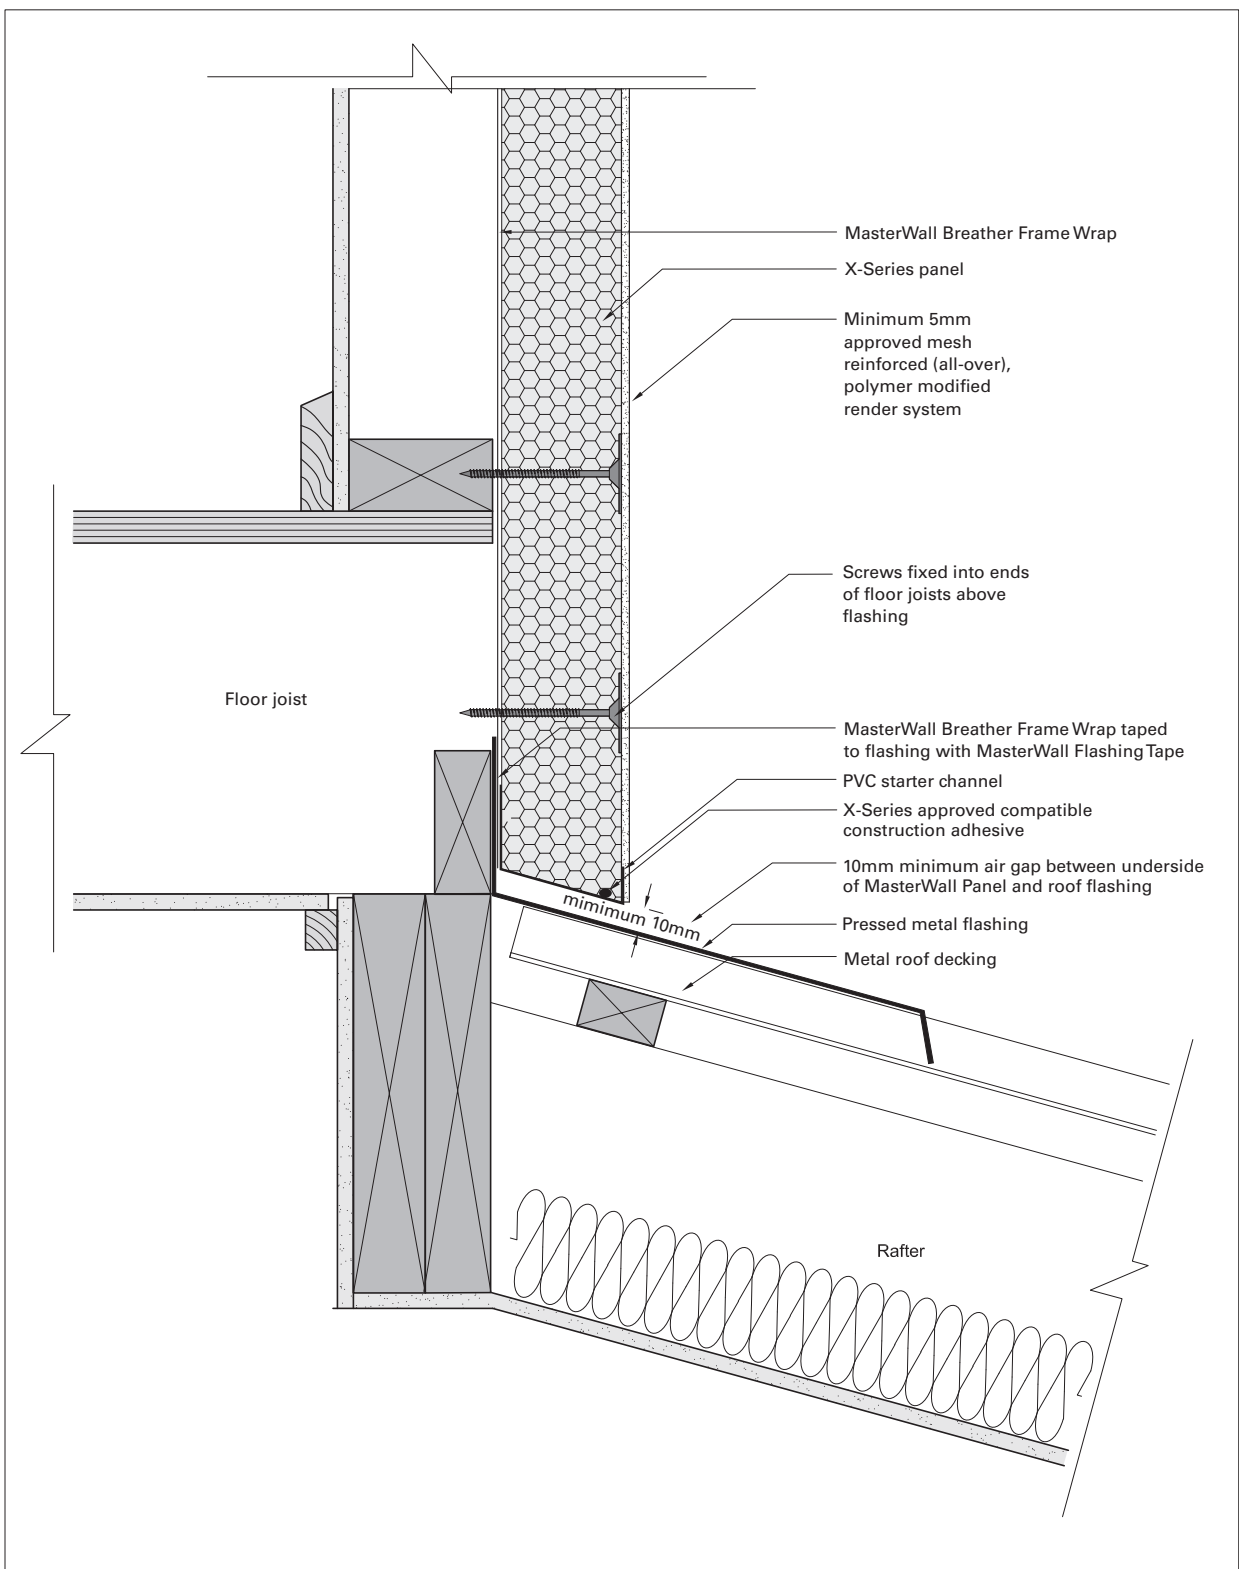 MasterWall Breather Frame Wrap
X-Series panel
Minimum 5mm
approved mesh
reinforced (all-over),
polymer modified
render system
Screws fixed into ends
of floor joists above
flashing
Floor joist
MasterWall Breather Frame Wrap taped
to flashing with MasterWall Flashing Tape
PVC starter channel
X-Series approved compatible
construction adhesive
10mm minimum air gap between underside
of MasterWall Panel and roof flashing
mimimum 10mm
Pressed metal flashing
Metal roof decking
Rafter